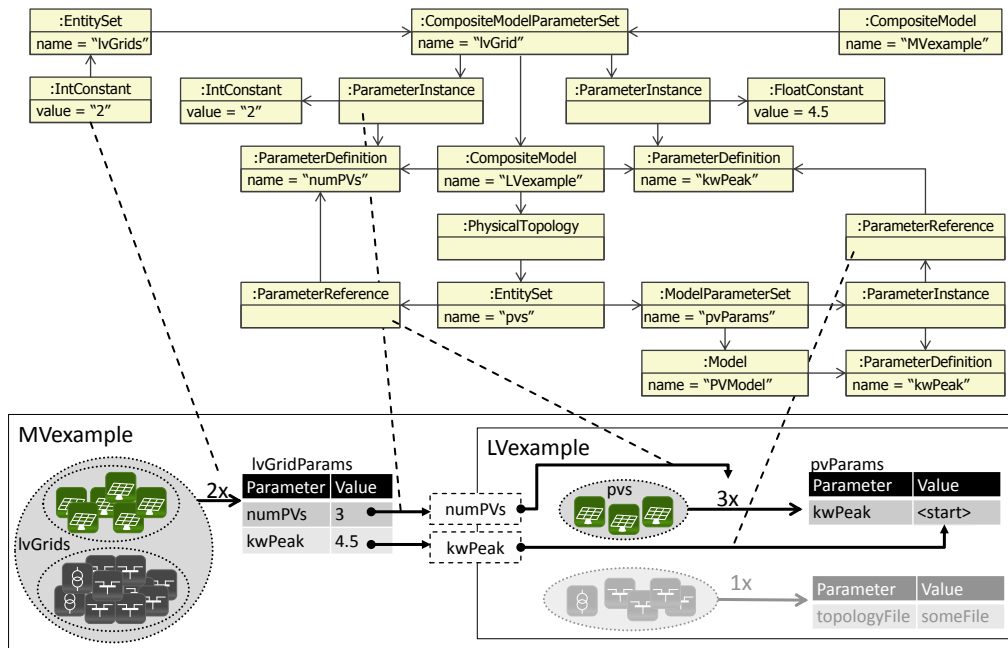 :EntitySet
name = “lvGrids”
:CompositeModelParameterSet
name = “lvGrid”
:CompositeModel
name = “MVexample”
:IntConstant
value = “2”
:IntConstant
value = “2”
:ParameterInstance
:ParameterInstance
:FloatConstant
value = 4.5
:ParameterDefinition
name = “numPVs”
:CompositeModel
name = “LVexample”
:ParameterDefinition
name = “kwPeak”
:PhysicalTopology
:ParameterReference
:ParameterReference
:EntitySet
name = “pvs”
:ModelParameterSet
name = “pvParams”
:ParameterInstance
:Model
name = “PVModel”
:ParameterDefinition
name = “kwPeak”
MVexample
lvGrids
2x
lvGridParams
Parameter Value
numPVs 3
kwPeak 4.5
numPVs
kwPeak
LVexample
pvs
3x
pvParams
Parameter Value
kwPeak <start>
1x
Parameter Value
topologyFile someFile